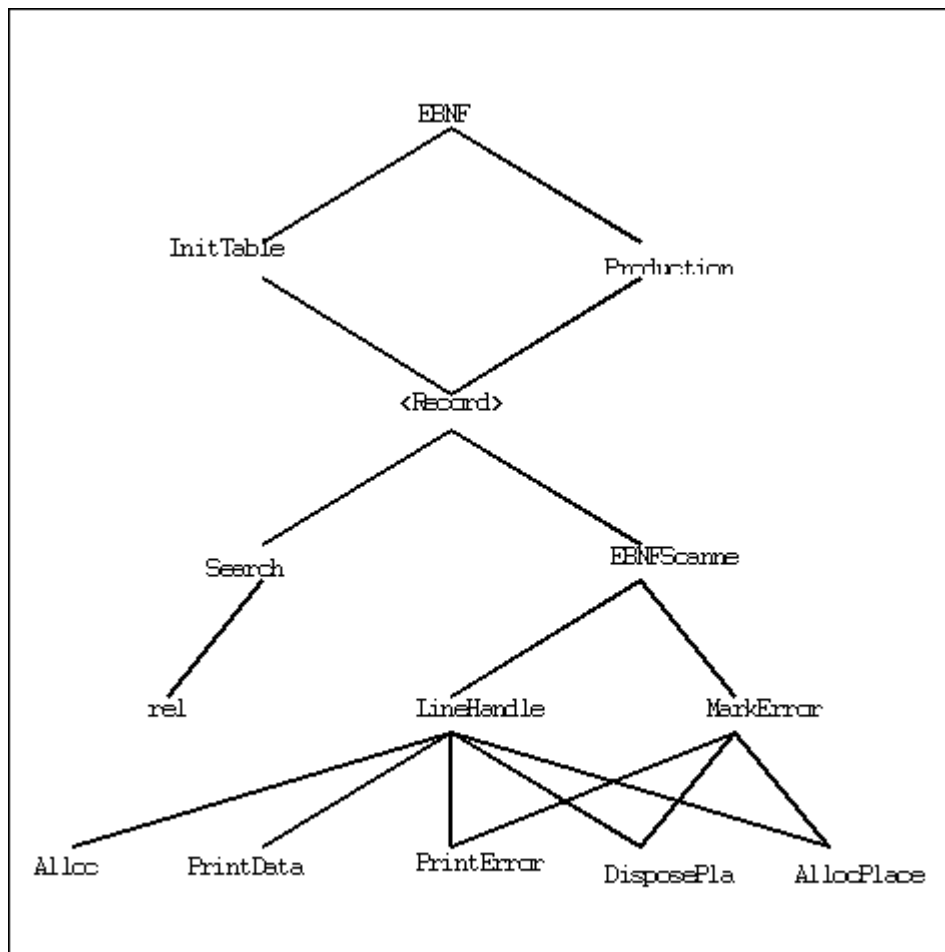 EBNF
InitTable
Production
<Record>
Search
EBNFScanne
rel
LineHandle
MarkError
Alloc
PrintData
PrintError
DisposePla
AllocPlace